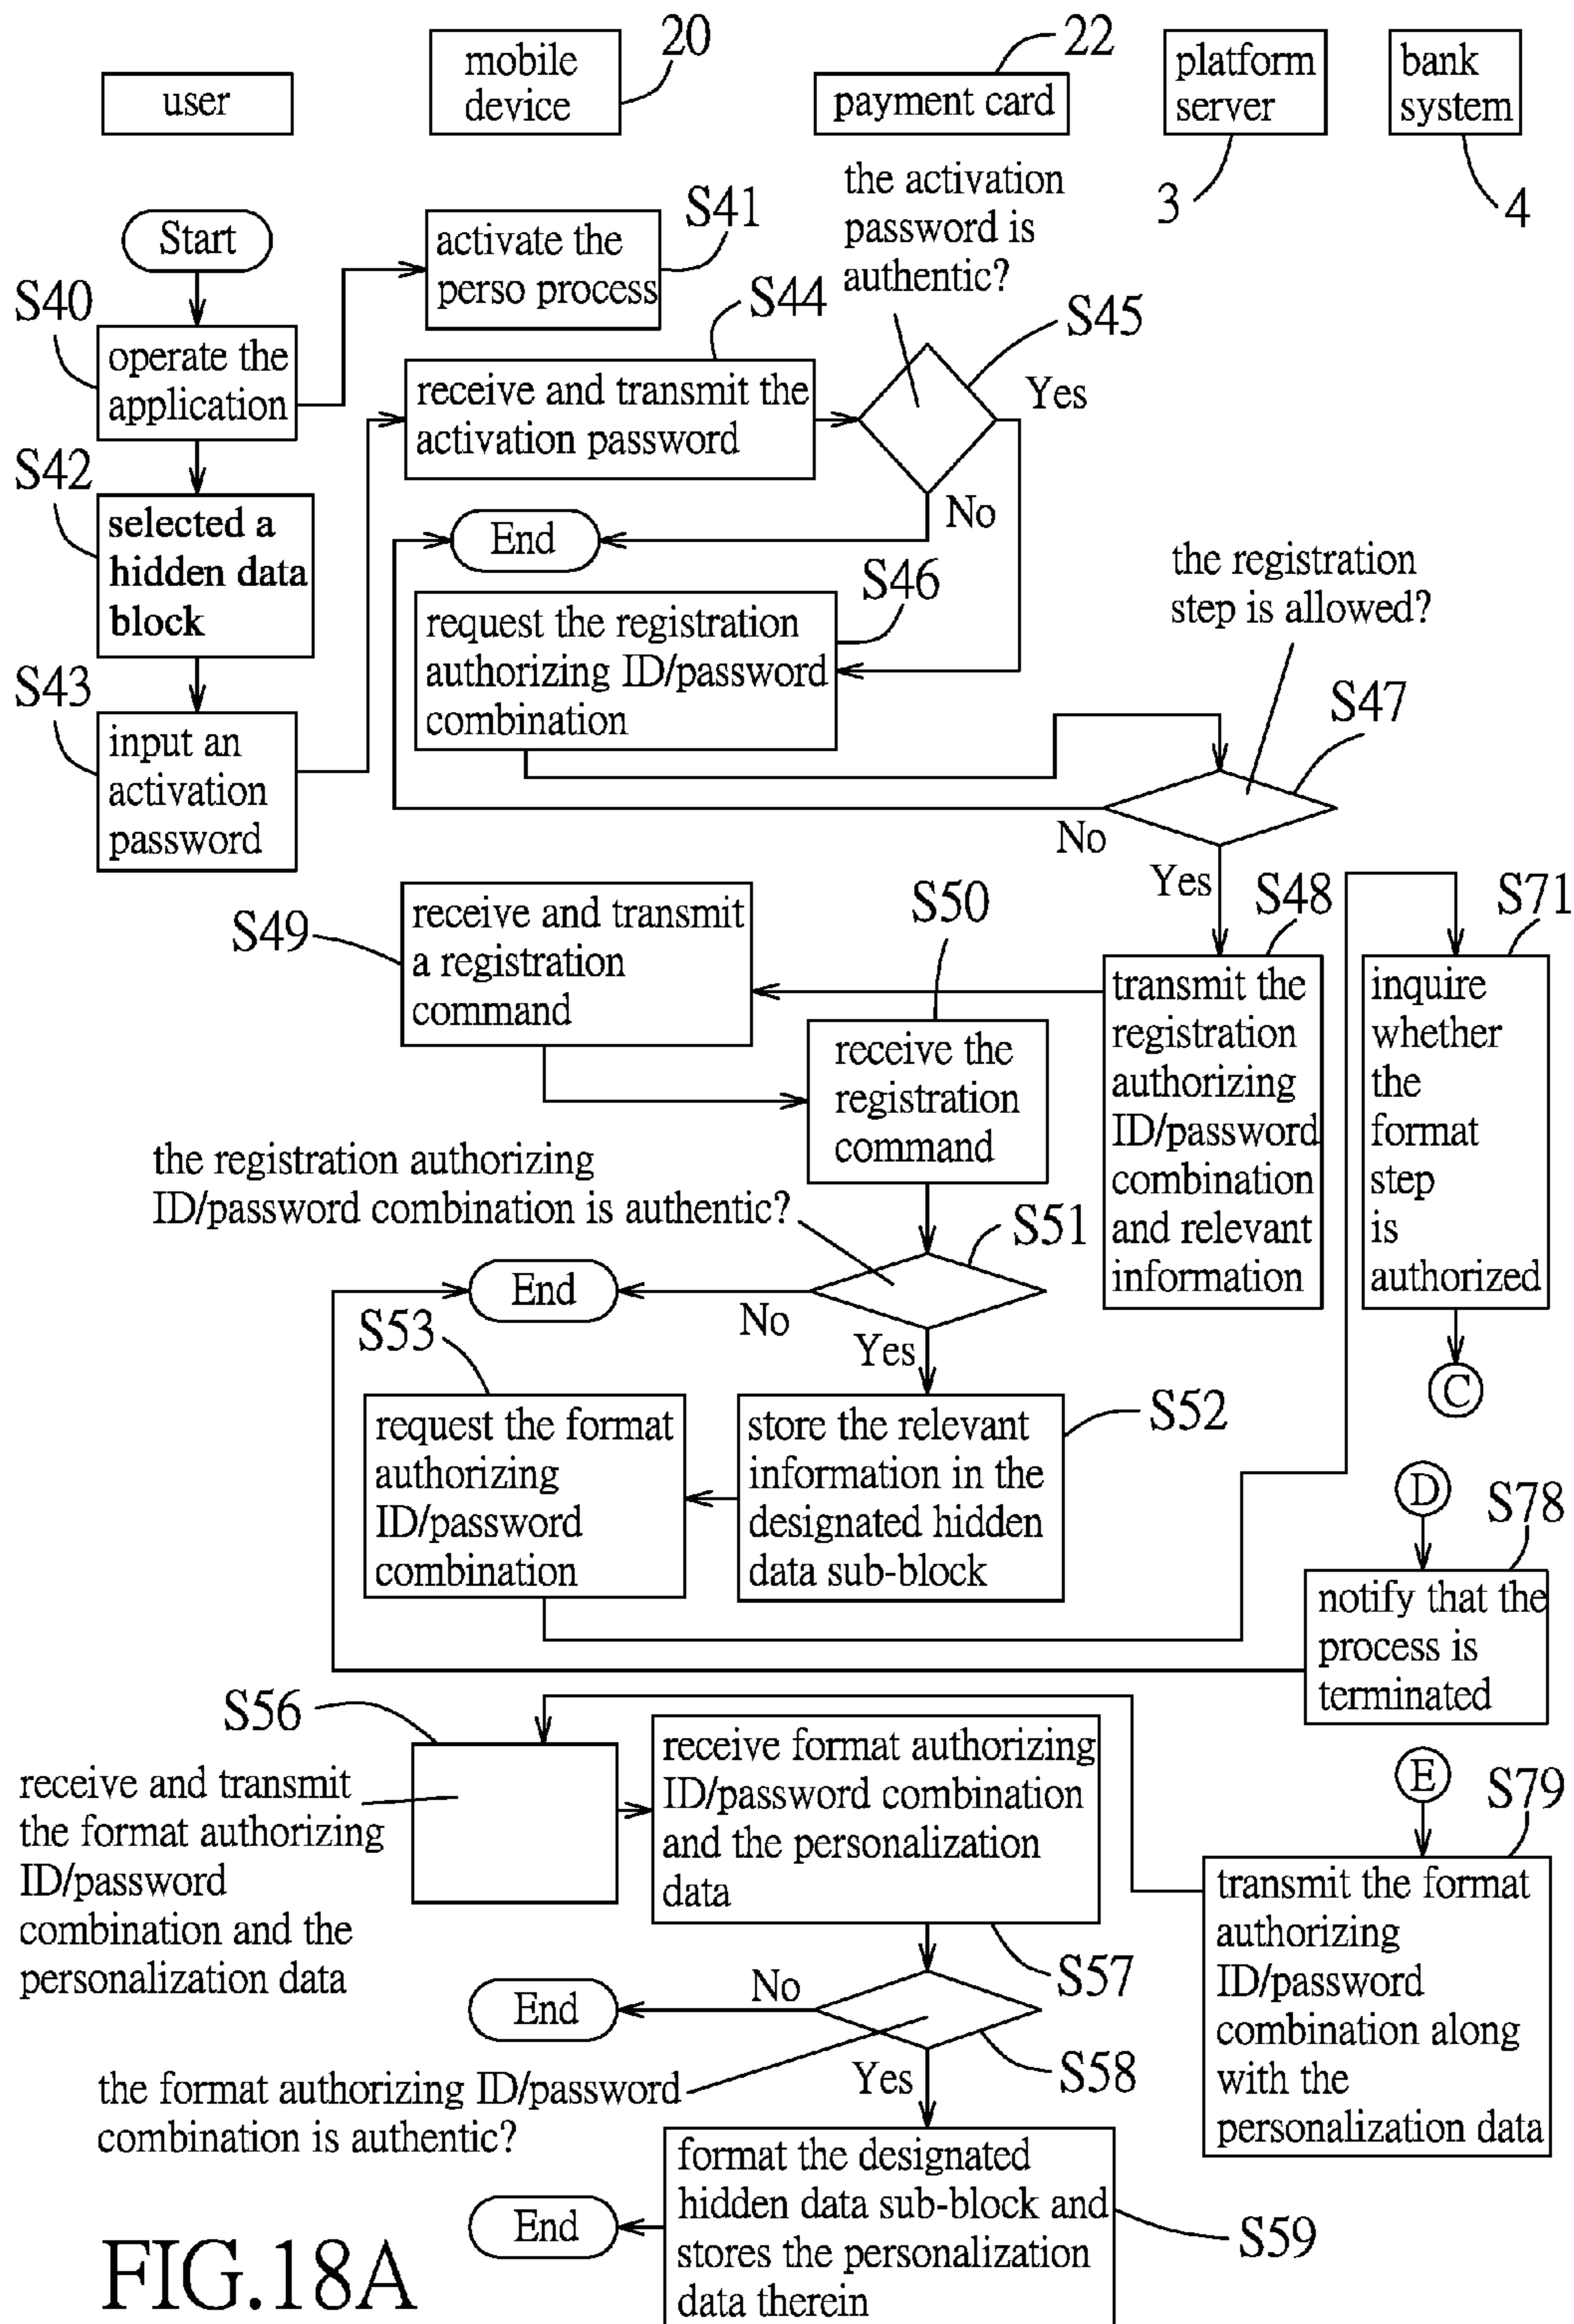 20
22
user
mobile
device
payment card
platform
server
bank
system
3
4
the activation
password is
authentic?
Start
activate the
perso process
S41
S40
operate the
application
S44
receive and transmit the
activation password
S45
Yes
No
S42
selected a
hidden data
block
End
S46
request the registration
authorizing ID/password
combination
the registration
step is allowed?
S43
input an
activation
password
S47
No
Yes
S49
receive and transmit
a registration
command
S50
receive the
registration
command
S48
transmit the
registration
authorizing
ID/password
combination
and relevant
information
S71
inquire
whether
the
format
step
is
authorized
C
the registration authorizing
ID/password combination is authentic?
S51
End
No
Yes
S53
request the format
authorizing
ID/password
combination
S52
store the relevant
information in the
designated hidden
data sub-block
D
S78
notify that the
process is
terminated
S56
receive and transmit
the format authorizing
ID/password
combination and the
personalization data
receive format authorizing
ID/password combination
and the personalization
data
S57
E
S79
transmit the format
authorizing
ID/password
combination along
with the
personalization data
No
End
S58
Yes
the format authorizing ID/password
combination is authentic?
format the designated
hidden data sub-block and
stores the personalization
data therein
End
S59
FIG.18A